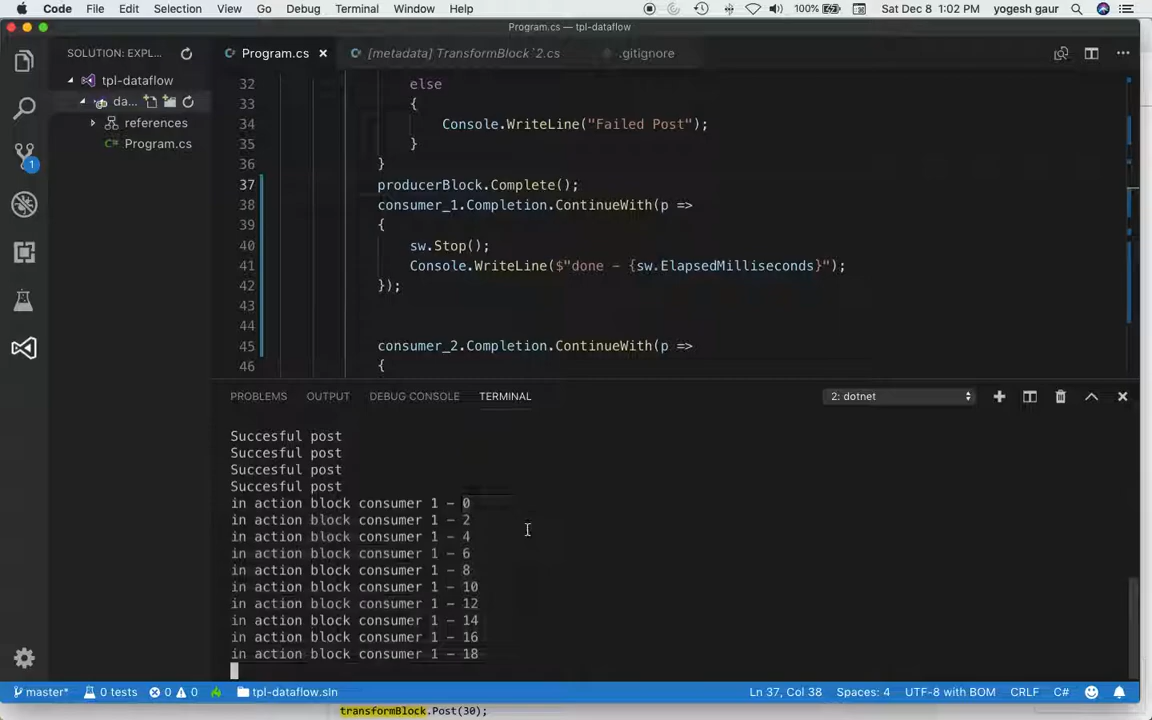 Code File Edit Selection View Go Debug Terminal Window Help 100% Sat Dec 8 1:02 PM yogesh gaur
Program.cs — tpl-dataflow
SOLUTION: EXPL... Program.cs [metadata] TransformBlock`2.cs .gitignore
tpl-dataflow
da...
references
Program.cs
32 else
33 {
34 Console.WriteLine("Failed Post");
35 }
36 }
37 producerBlock.Complete();
38 consumer_1.Completion.ContinueWith(p =>
39 {
40 sw.Stop();
41 Console.WriteLine($"done - {sw.ElapsedMilliseconds}");
42 });
43
44
45 consumer_2.Completion.ContinueWith(p =>
46 {
1
PROBLEMS OUTPUT DEBUG CONSOLE TERMINAL 2: dotnet
Succesful post
Succesful post
Succesful post
Succesful post
in action block consumer 1 - 0
in action block consumer 1 - 2
in action block consumer 1 - 4
in action block consumer 1 - 6
in action block consumer 1 - 8
in action block consumer 1 - 10
in action block consumer 1 - 12
in action block consumer 1 - 14
in action block consumer 1 - 16
in action block consumer 1 - 18
master* 0 tests 0 0 tpl-dataflow.sln Ln 37, Col 38 Spaces: 4 UTF-8 with BOM CRLF C#
transformBlock.Post(30);